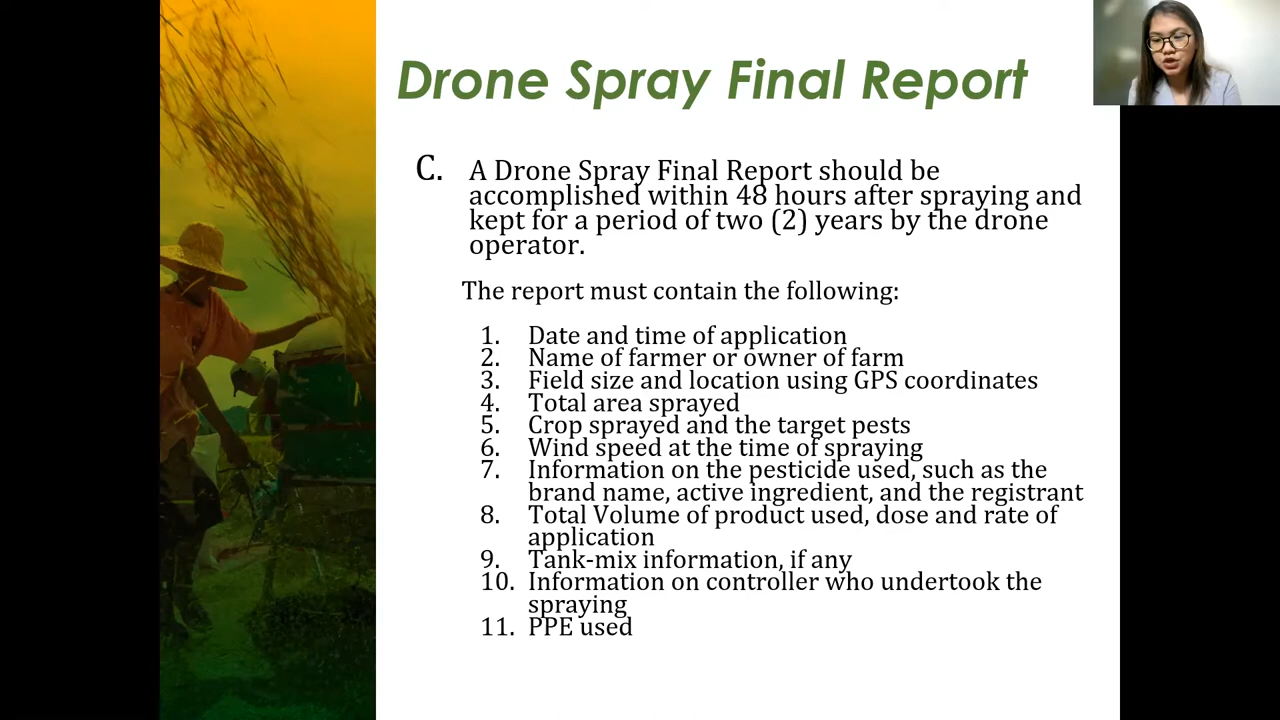 Drone Spray Final Report
C. A Drone Spray Final Report should be
accomplished within 48 hours after spraying and
kept for a period of two (2) years by the drone
operator.
The report must contain the following:
1. Date and time of application
2. Name of farmer or owner of farm
3. Field size and location using GPS coordinates
4. Total area sprayed
5. Crop sprayed and the target pests
6. Wind speed at the time of spraying
7. Information on the pesticide used, such as the
brand name, active ingredient, and the registrant
8. Total Volume of product used, dose and rate of
application
9. Tank-mix information, if any
10. Information on controller who undertook the
spraying
11. PPE used